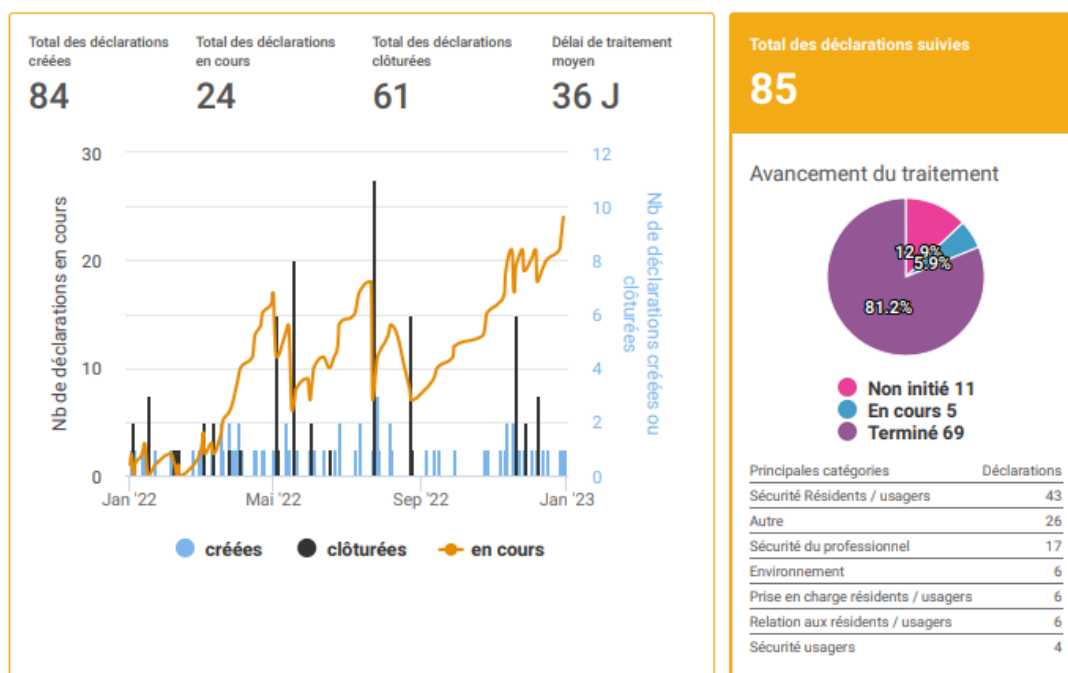 Total des déclarations
créées
84
Total des déclarations
en cours
24
Total des déclarations
clôturées
61
Délai de traitement
moyen
36 J
30
20
10
0
Nb de déclarations en cours
12
10
8
6
4
2
0
Nb de déclarations créées ou
clôturées
Jan '22
Mai '22
Sep '22
Jan '23
créées
clôturées
en cours
Total des déclarations suivies
85
Avancement du traitement
12.9%
5.9%
81.2%
Non initié 11
En cours 5
Terminé 69
Principales catégories Déclarations
Sécurité Résidents / usagers 43
Autre 26
Sécurité du professionnel 17
Environnement 6
Prise en charge résidents / usagers 6
Relation aux résidents / usagers 6
Sécurité usagers 4